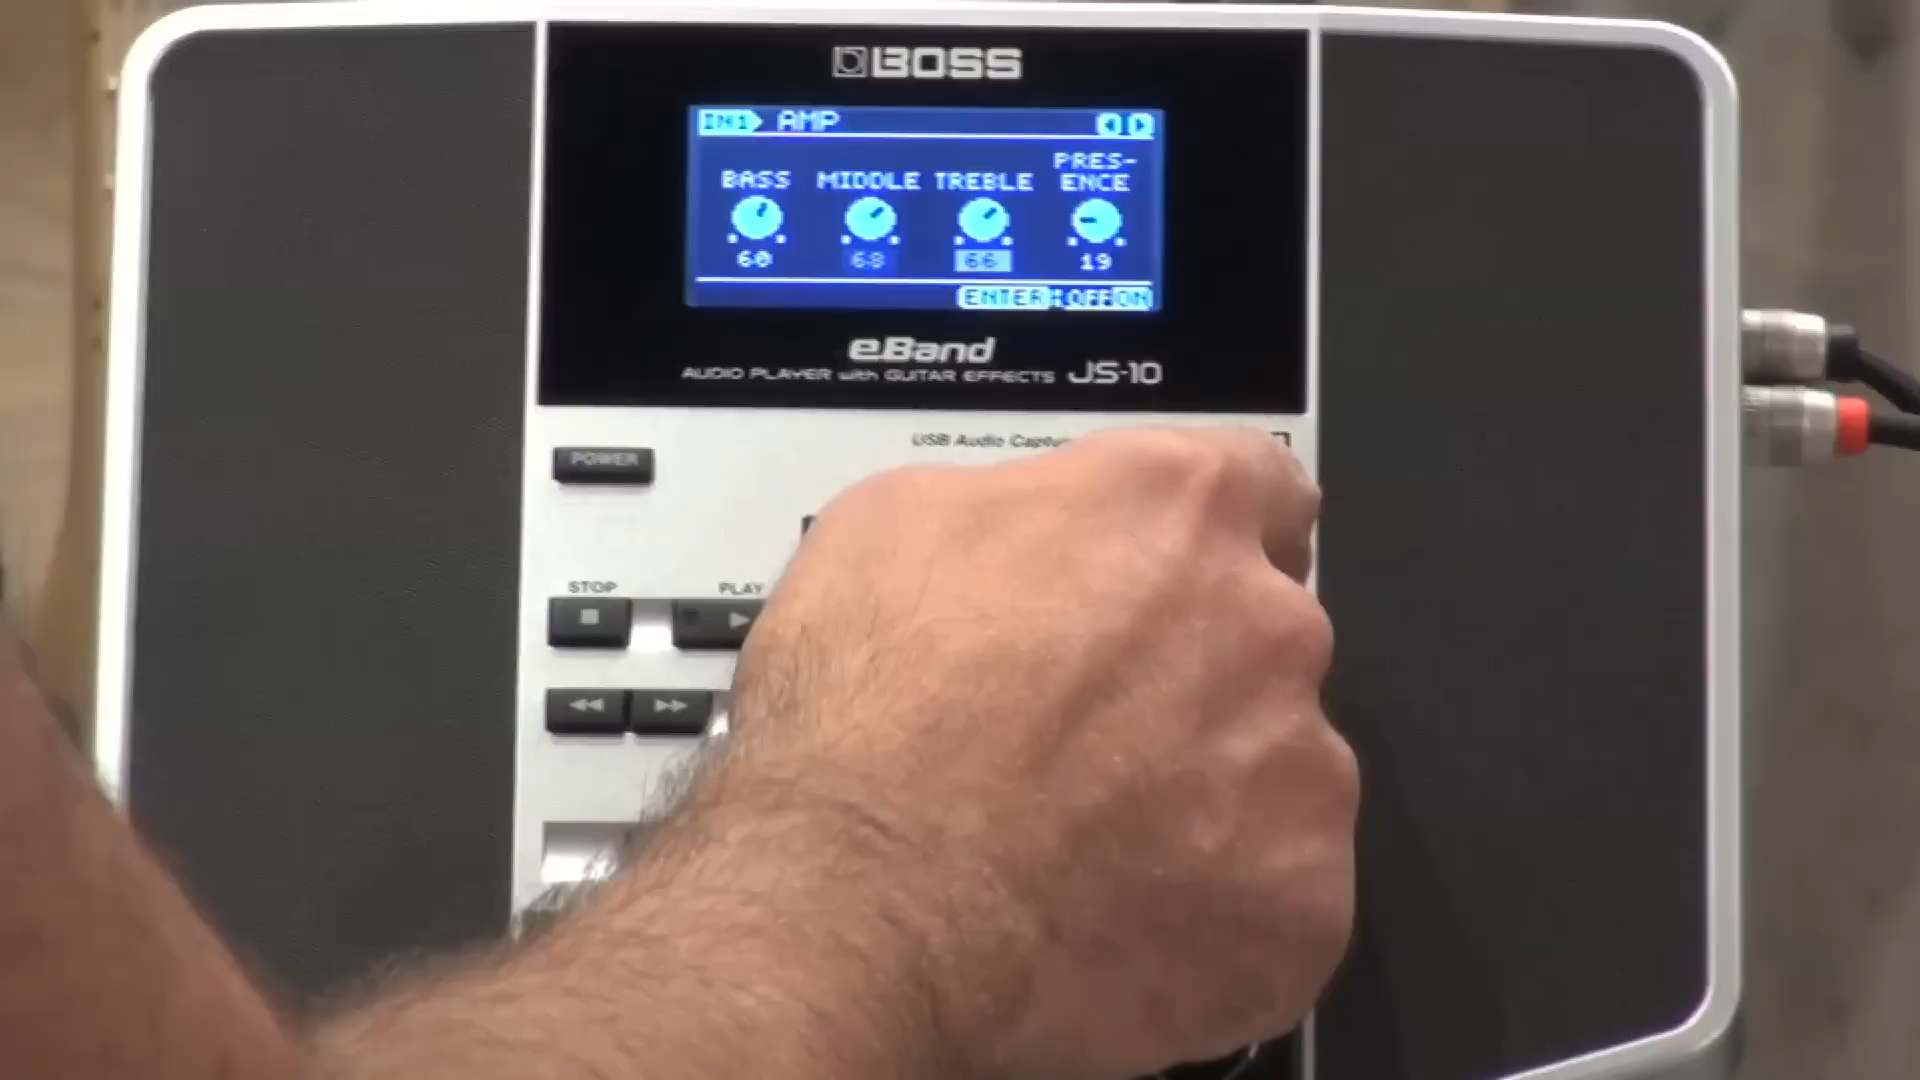 BOSS
IN1 AMP
BASS MIDDLE TREBLE PRES-
ENCE
60 68 66 19
ENTER:OFF ON
eBand
AUDIO PLAYER with GUITAR EFFECTS JS-10
USB Audio
POWER
STOP PLAY